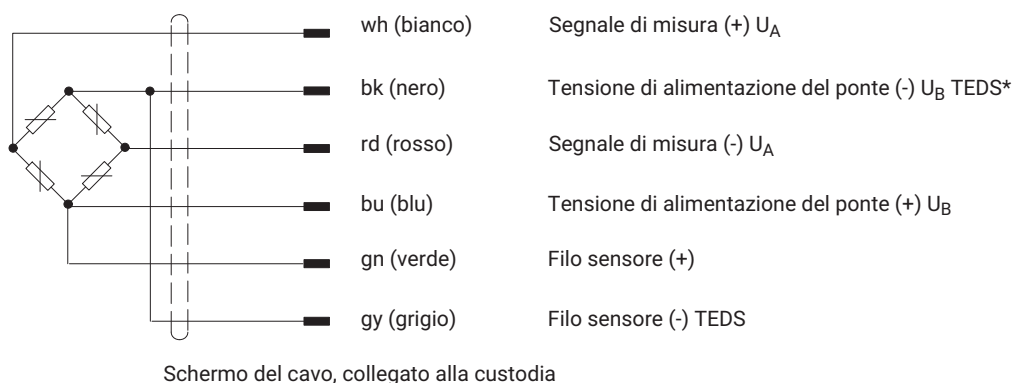 wh (bianco) Segnale di misura (+) UA
bk (nero) Tensione di alimentazione del ponte (-) UB TEDS*
rd (rosso) Segnale di misura (-) UA
bu (blu) Tensione di alimentazione del ponte (+) UB
gn (verde) Filo sensore (+)
gy (grigio) Filo sensore (-) TEDS
Schermo del cavo, collegato alla custodia